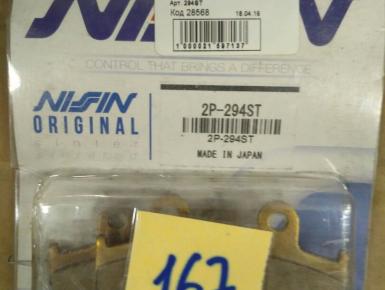 Арт. 294ST
Код 28568 18.04.16
1000021597137
NISSIN
CONTROL THAT BRINGS A DIFFERENCE
NISSIN
ORIGINAL
sinter
2P-294ST
2P-294ST
MADE IN JAPAN
167